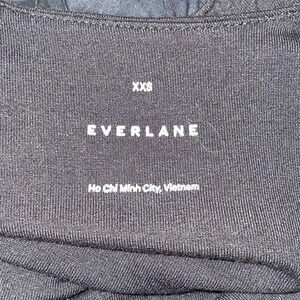 XXS
EVERLANE
Ho Chi Minh City, Vietnam